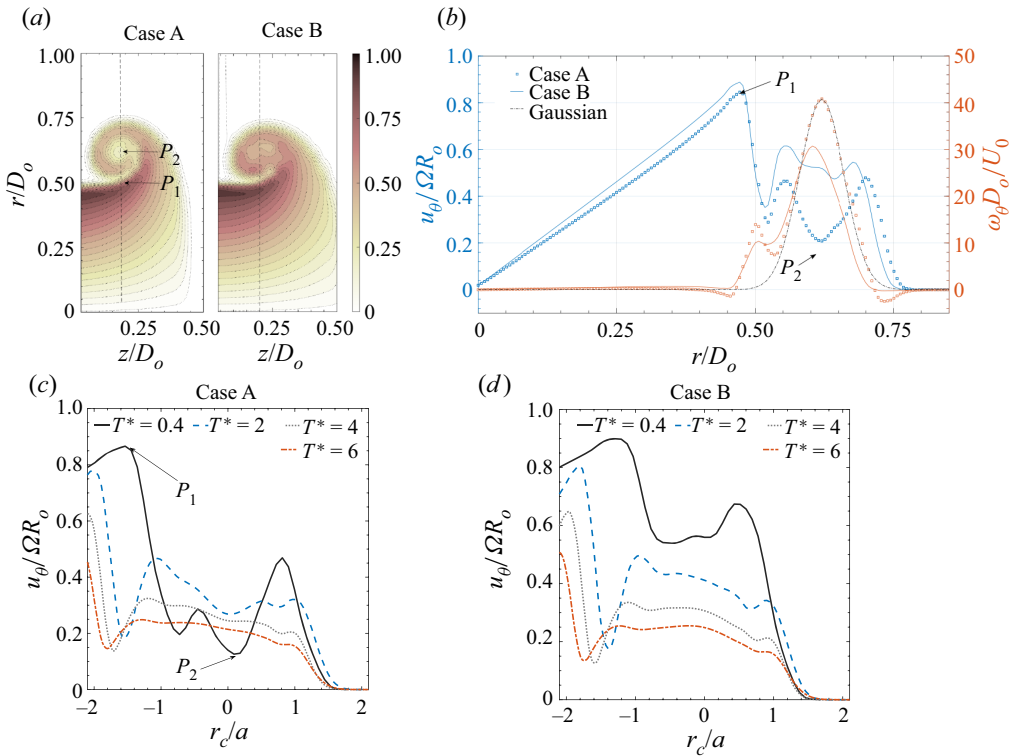 (a)
Case A
Case B
1.00
0.75
0.50
0.25
0
r/D_o
P_2
P_1
0.25
0.50
z/D_o
0.25
0.50
z/D_o
1.00
0.75
0.50
0.25
0
(b)
1.0
0.8
0.6
0.4
0.2
0
u_θ/ΩR_o
Case A
Case B
Gaussian
P_1
P_2
50
40
30
20
10
0
ω_θD_o/U_0
0
0.25
0.50
0.75
r/D_o
(c)
Case A
T* = 0.4
T* = 2
T* = 4
T* = 6
1.0
0.8
0.6
0.4
0.2
0
u_θ/ΩR_o
P_1
P_2
−2
−1
0
1
2
r_c/a
(d)
Case B
T* = 0.4
T* = 2
T* = 4
T* = 6
1.0
0.8
0.6
0.4
0.2
0
u_θ/ΩR_o
−2
−1
0
1
2
r_c/a